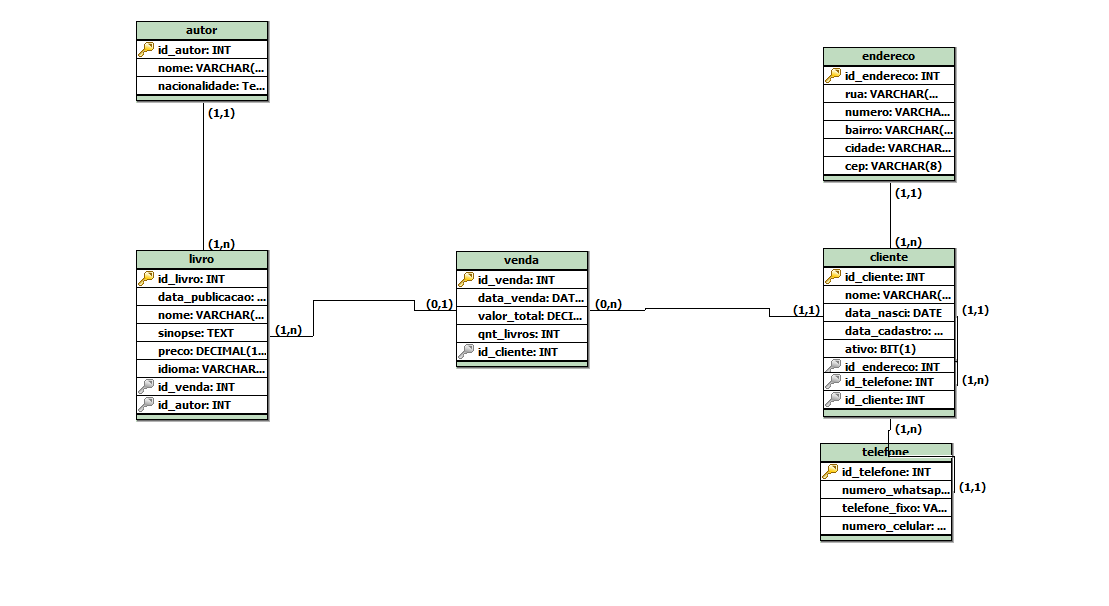 autor
id_autor: INT
nome: VARCHAR(...
nacionalidade: Te...
(1,1)
(1,n)
livro
id_livro: INT
data_publicacao: ...
nome: VARCHAR(...
sinopse: TEXT
preco: DECIMAL(1...
idioma: VARCHAR...
id_venda: INT
id_autor: INT
(1,n)
(0,1)
venda
id_venda: INT
data_venda: DAT...
valor_total: DECI...
qnt_livros: INT
id_cliente: INT
(0,n)
(1,1)
endereco
id_endereco: INT
rua: VARCHAR(...
numero: VARCHA...
bairro: VARCHAR(...
cidade: VARCHAR...
cep: VARCHAR(8)
(1,1)
(1,n)
cliente
id_cliente: INT
nome: VARCHAR(...
data_nasci: DATE
data_cadastro: ...
ativo: BIT(1)
id_endereco: INT
id_telefone: INT
id_cliente: INT
(1,1)
(1,n)
(1,n)
telefone
id_telefone: INT
numero_whatsap...
telefone_fixo: VA...
numero_celular: ...
(1,1)